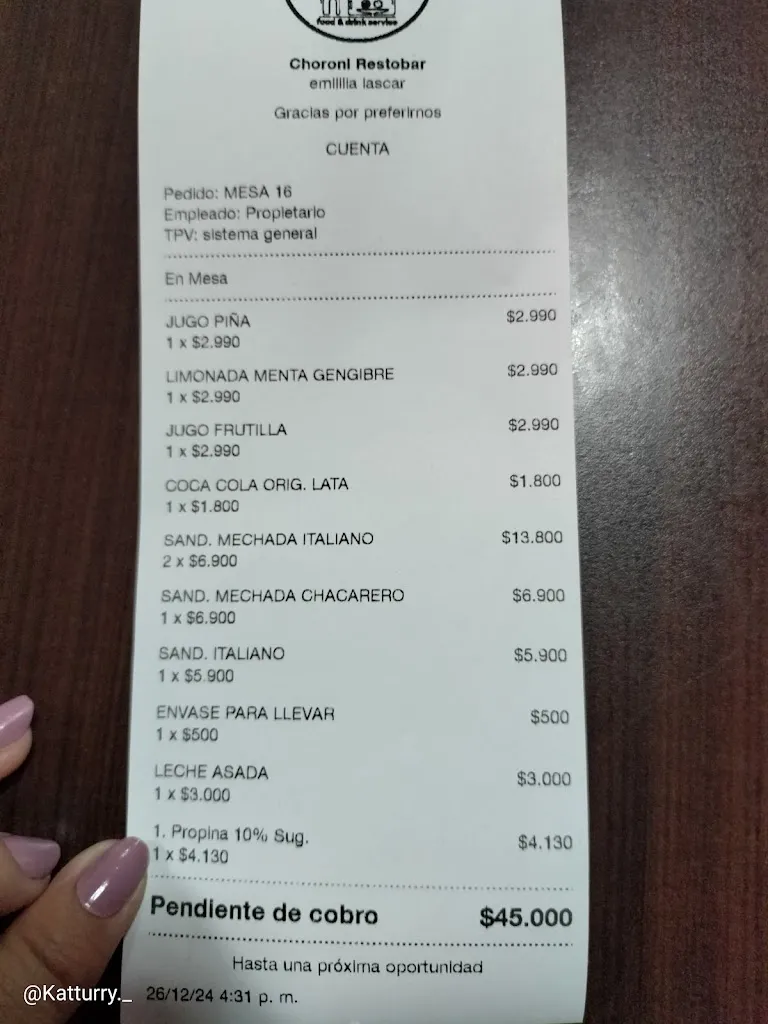 food & drink service
Choroni Restobar
emilillia lascar
Gracias por preferirnos
CUENTA
Pedido: MESA 16
Empleado: Propietario
TPV: sistema general
En Mesa
JUGO PIÑA $2.990
1 x $2.990
LIMONADA MENTA GENGIBRE $2.990
1 x $2.990
JUGO FRUTILLA $2.990
1 x $2.990
COCA COLA ORIG. LATA $1.800
1 x $1.800
SAND. MECHADA ITALIANO $13.800
2 x $6.900
SAND. MECHADA CHACARERO $6.900
1 x $6.900
SAND. ITALIANO $5.900
1 x $5.900
ENVASE PARA LLEVAR $500
1 x $500
LECHE ASADA $3.000
1 x $3.000
1. Propina 10% Sug. $4.130
1 x $4.130
Pendiente de cobro $45.000
Hasta una próxima oportunidad
26/12/24 4:31 p. m.
@Katturry._